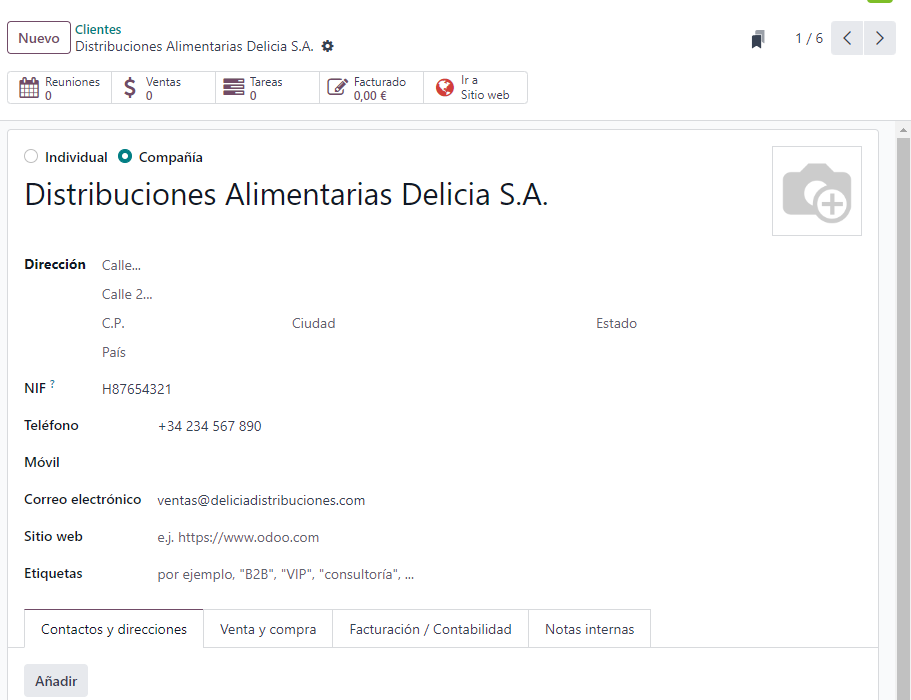 Nuevo
Clientes
Distribuciones Alimentarias Delicia S.A.
1 / 6
Reuniones
0
Ventas
0
Tareas
0
Facturado
0,00 €
Ir a
Sitio web
Individual Compañía
Distribuciones Alimentarias Delicia S.A.
Dirección Calle...
Calle 2...
C.P. Ciudad Estado
País
NIF ? H87654321
Teléfono +34 234 567 890
Móvil
Correo electrónico ventas@deliciadistribuciones.com
Sitio web e.j. https://www.odoo.com
Etiquetas por ejemplo, "B2B", "VIP", "consultoría", ...
Contactos y direcciones Venta y compra Facturación / Contabilidad Notas internas
Añadir